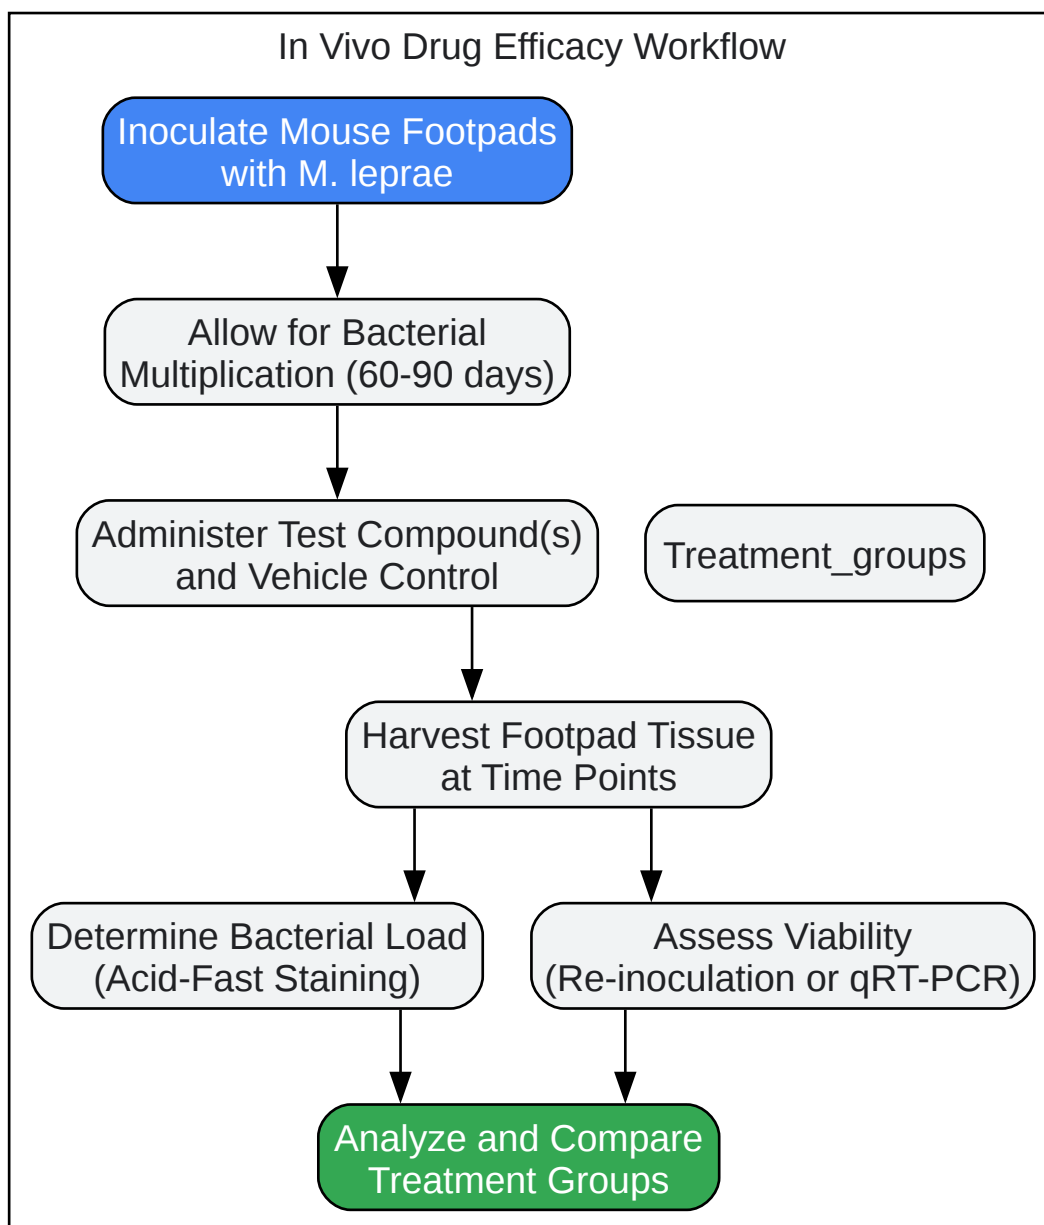 In Vivo Drug Efficacy Workflow
Inoculate Mouse Footpads
with M. leprae
Allow for Bacterial
Multiplication (60-90 days)
Administer Test Compound(s)
and Vehicle Control
Treatment_groups
Harvest Footpad Tissue
at Time Points
Determine Bacterial Load
(Acid-Fast Staining)
Assess Viability
(Re-inoculation or qRT-PCR)
Analyze and Compare
Treatment Groups